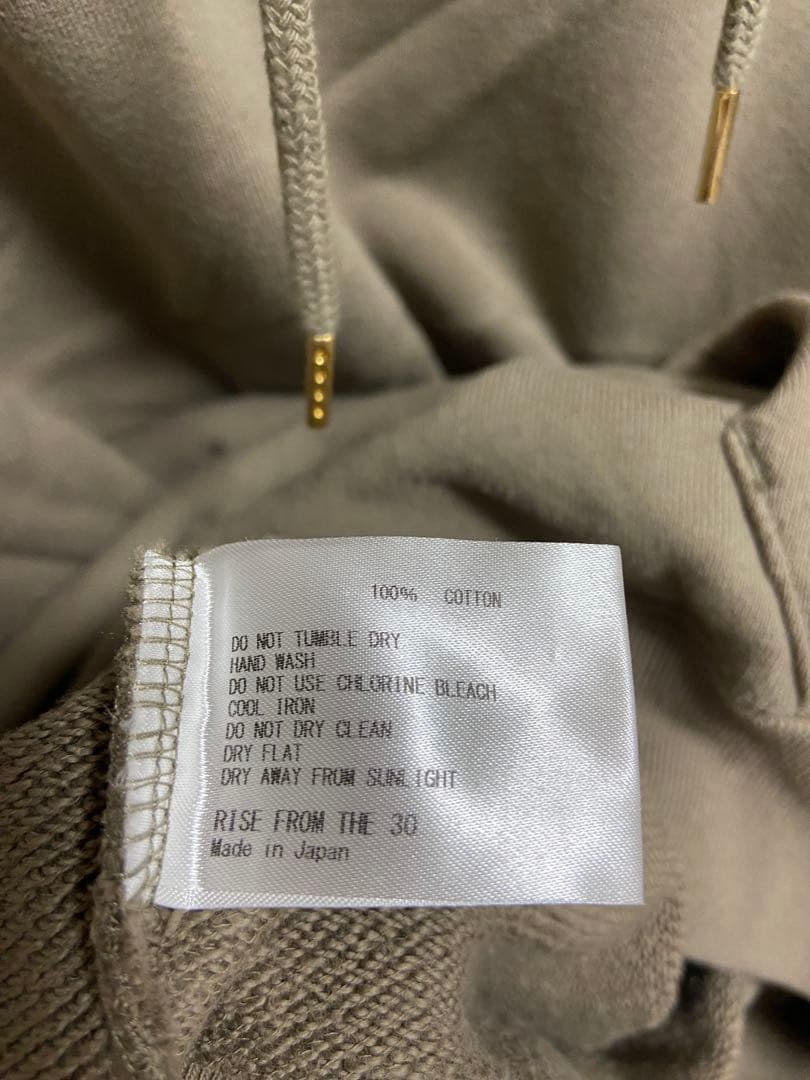 100% COTTON
DO NOT TUMBLE DRY
HAND WASH
DO NOT USE CHLORINE BLEACH
COOL IRON
DO NOT DRY CLEAN
DRY FLAT
DRY AWAY FROM SUNLIGHT
RISE FROM THE 30
Made in Japan